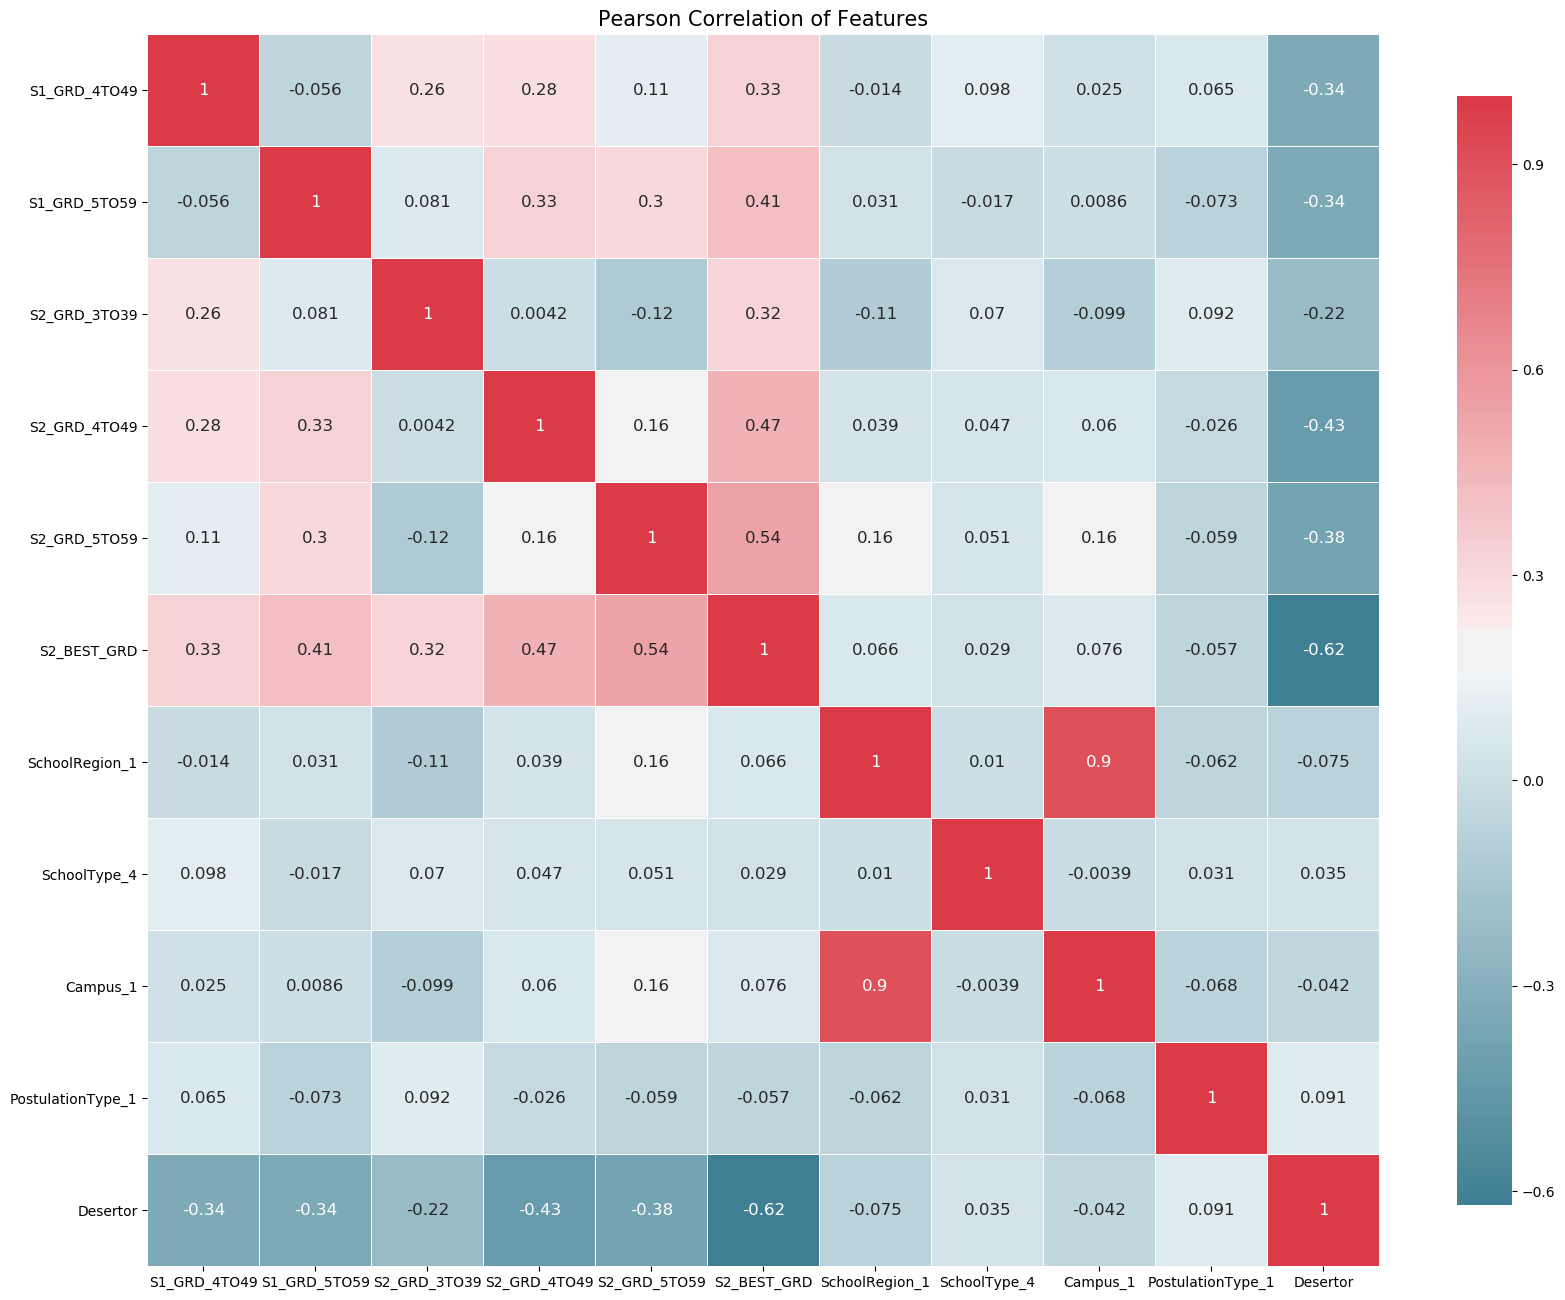 Pearson Correlation of Features
S1_GRD_4TO49 1 -0.056 0.26 0.28 0.11 0.33 -0.014 0.098 0.025 0.065 -0.34
S1_GRD_5TO59 -0.056 1 0.081 0.33 0.3 0.41 0.031 -0.017 0.0086 -0.073 -0.34
S2_GRD_3TO39 0.26 0.081 1 0.0042 -0.12 0.32 -0.11 0.07 -0.099 0.092 -0.22
S2_GRD_4TO49 0.28 0.33 0.0042 1 0.16 0.47 0.039 0.047 0.06 -0.026 -0.43
S2_GRD_5TO59 0.11 0.3 -0.12 0.16 1 0.54 0.16 0.051 0.16 -0.059 -0.38
S2_BEST_GRD 0.33 0.41 0.32 0.47 0.54 1 0.066 0.029 0.076 -0.057 -0.62
SchoolRegion_1 -0.014 0.031 -0.11 0.039 0.16 0.066 1 0.01 0.9 -0.062 -0.075
SchoolType_4 0.098 -0.017 0.07 0.047 0.051 0.029 0.01 1 -0.0039 0.031 0.035
Campus_1 0.025 0.0086 -0.099 0.06 0.16 0.076 0.9 -0.0039 1 -0.068 -0.042
PostulationType_1 0.065 -0.073 0.092 -0.026 -0.059 -0.057 -0.062 0.031 -0.068 1 0.091
Desertor -0.34 -0.34 -0.22 -0.43 -0.38 -0.62 -0.075 0.035 -0.042 0.091 1
S1_GRD_4TO49 S1_GRD_5TO59 S2_GRD_3TO39 S2_GRD_4TO49 S2_GRD_5TO59 S2_BEST_GRD SchoolRegion_1 SchoolType_4 Campus_1 PostulationType_1 Desertor
0.9
0.6
0.3
0.0
−0.3
−0.6